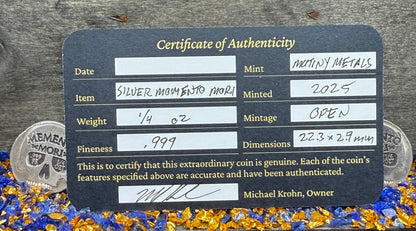 Certificate of Authenticity
Date
Mint MUTINY METALS
Item SILVER MOMENTO MORI
Minted 2025
Weight 1/4 OZ
Mintage OPEN
Fineness .999
Dimensions 22.3 x 2.9 mm
This is to certify that this extraordinary coin is genuine. Each of the coin's
features specified above are accurate and have been authenticated.
Michael Krohn, Owner
MEMENTO
MORI